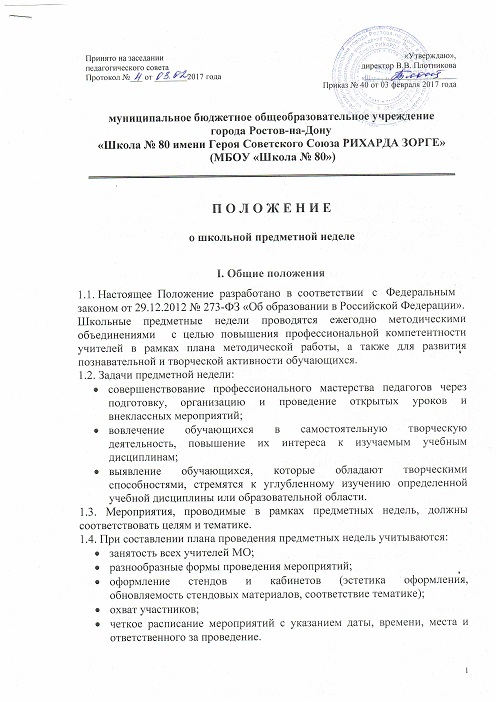 Принято на заседании
педагогического совета
Протокол № 4 от 03.02 2017 года
«Утверждаю»,
директор В.В. Плотникова
Приказ № 40 от 03 февраля 2017 года
муниципальное бюджетное общеобразовательное учреждение
города Ростов-на-Дону
«Школа № 80 имени Героя Советского Союза РИХАРДА ЗОРГЕ»
(МБОУ «Школа № 80»)
П О Л О Ж Е Н И Е
о школьной предметной неделе
I. Общие положения
1.1. Настоящее Положение разработано в соответствии с Федеральным
законом от 29.12.2012 № 273-ФЗ «Об образовании в Российской Федерации».
Школьные предметные недели проводятся ежегодно методическими
объединениями с целью повышения профессиональной компетентности
учителей в рамках плана методической работы, а также для развития
познавательной и творческой активности обучающихся.
1.2. Задачи предметной недели:
• совершенствование профессионального мастерства педагогов через
подготовку, организацию и проведение открытых уроков и
внеклассных мероприятий;
• вовлечение обучающихся в самостоятельную творческую
деятельность, повышение их интереса к изучаемым учебным
дисциплинам;
• выявление обучающихся, которые обладают творческими
способностями, стремятся к углубленному изучению определенной
учебной дисциплины или образовательной области.
1.3. Мероприятия, проводимые в рамках предметных недель, должны
соответствовать целям и тематике.
1.4. При составлении плана проведения предметных недель учитываются:
• занятость всех учителей МО;
• разнообразные формы проведения мероприятий;
• оформление стендов и кабинетов (эстетика оформления,
обновляемость стендовых материалов, соответствие тематике);
• охват участников;
• четкое расписание мероприятий с указанием даты, времени, места и
ответственного за проведение.
1